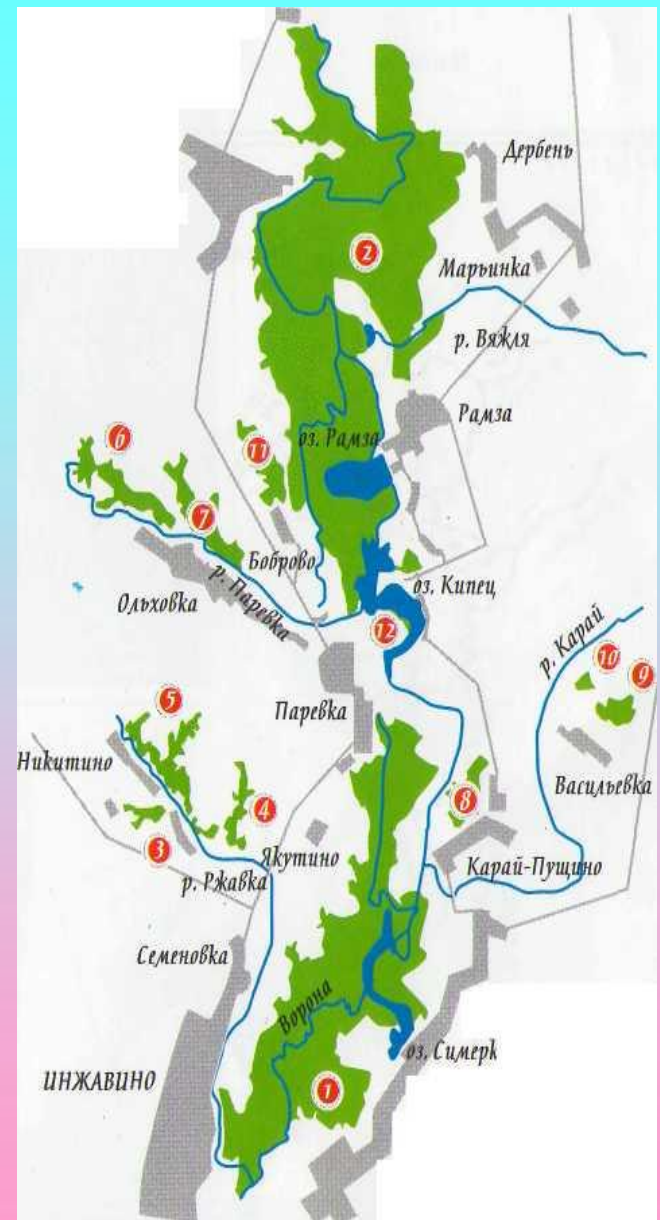 Дербень
2
Марьинка
р. Вяжля
Рамза
оз. Рамза
6
11
7
Боброво
оз. Кипец
Ольховка
р. Паревка
12
р. Карай
10
9
5
Паревка
Никитино
Васильевка
4
8
3
Якутино
Карай-Пущино
р. Ржавка
Семеновка
Ворона
оз. Симерк
ИНЖАВИНО
1